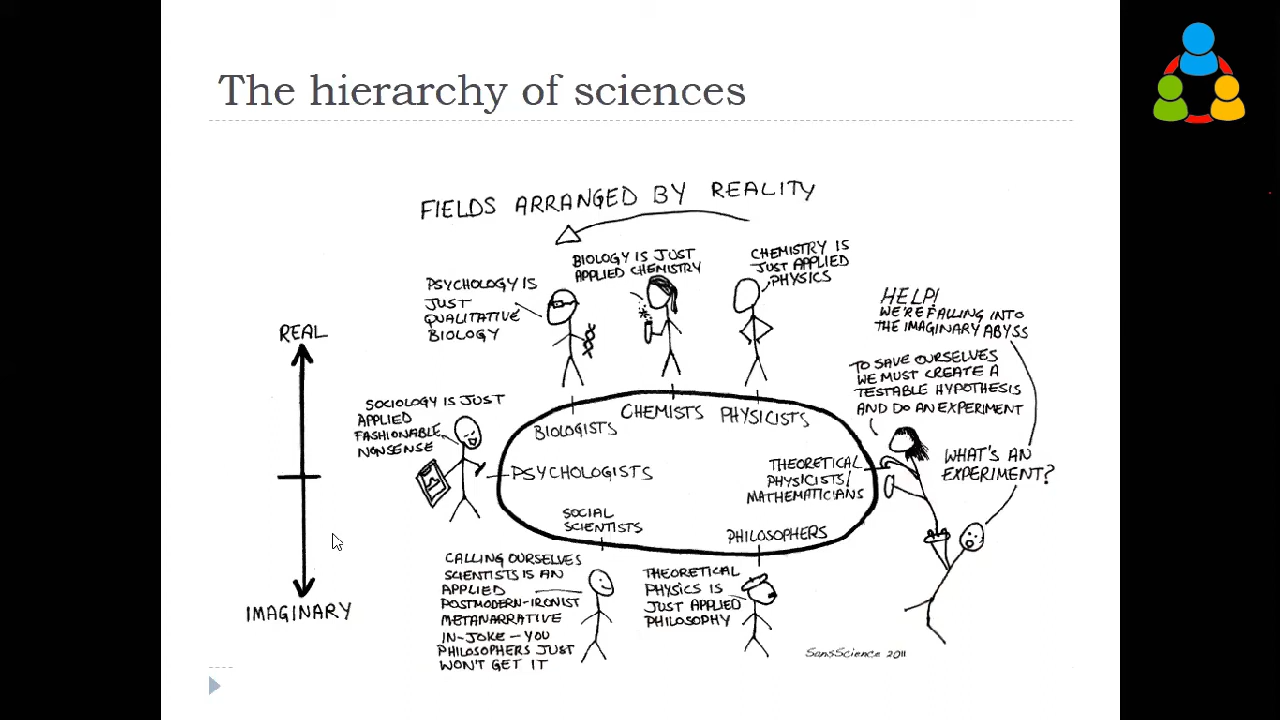 The hierarchy of sciences
FIELDS ARRANGED BY REALITY
PSYCHOLOGY IS
JUST
QUALITATIVE
BIOLOGY
BIOLOGY IS JUST
APPLIED CHEMISTRY
CHEMISTRY IS
JUST APPLIED
PHYSICS
HELP!
WE'RE FALLING INTO
THE IMAGINARY ABYSS
TO SAVE OURSELVES
WE MUST CREATE A
TESTABLE HYPOTHESIS
AND DO AN EXPERIMENT
WHAT'S AN
EXPERIMENT?
REAL
IMAGINARY
SOCIOLOGY IS JUST
APPLIED
FASHIONABLE
NONSENSE
BIOLOGISTS
CHEMISTS
PHYSICISTS
PSYCHOLOGISTS
THEORETICAL
PHYSICISTS/
MATHEMATICIANS
SOCIAL
SCIENTISTS
PHILOSOPHERS
CALLING OURSELVES
SCIENTISTS IS AN
APPLIED
POSTMODERN-IRONIST
METANARRATIVE
IN-JOKE – YOU
PHILOSOPHERS JUST
WON'T GET IT
THEORETICAL
PHYSICS IS
JUST APPLIED
PHILOSOPHY
SansScience 2011